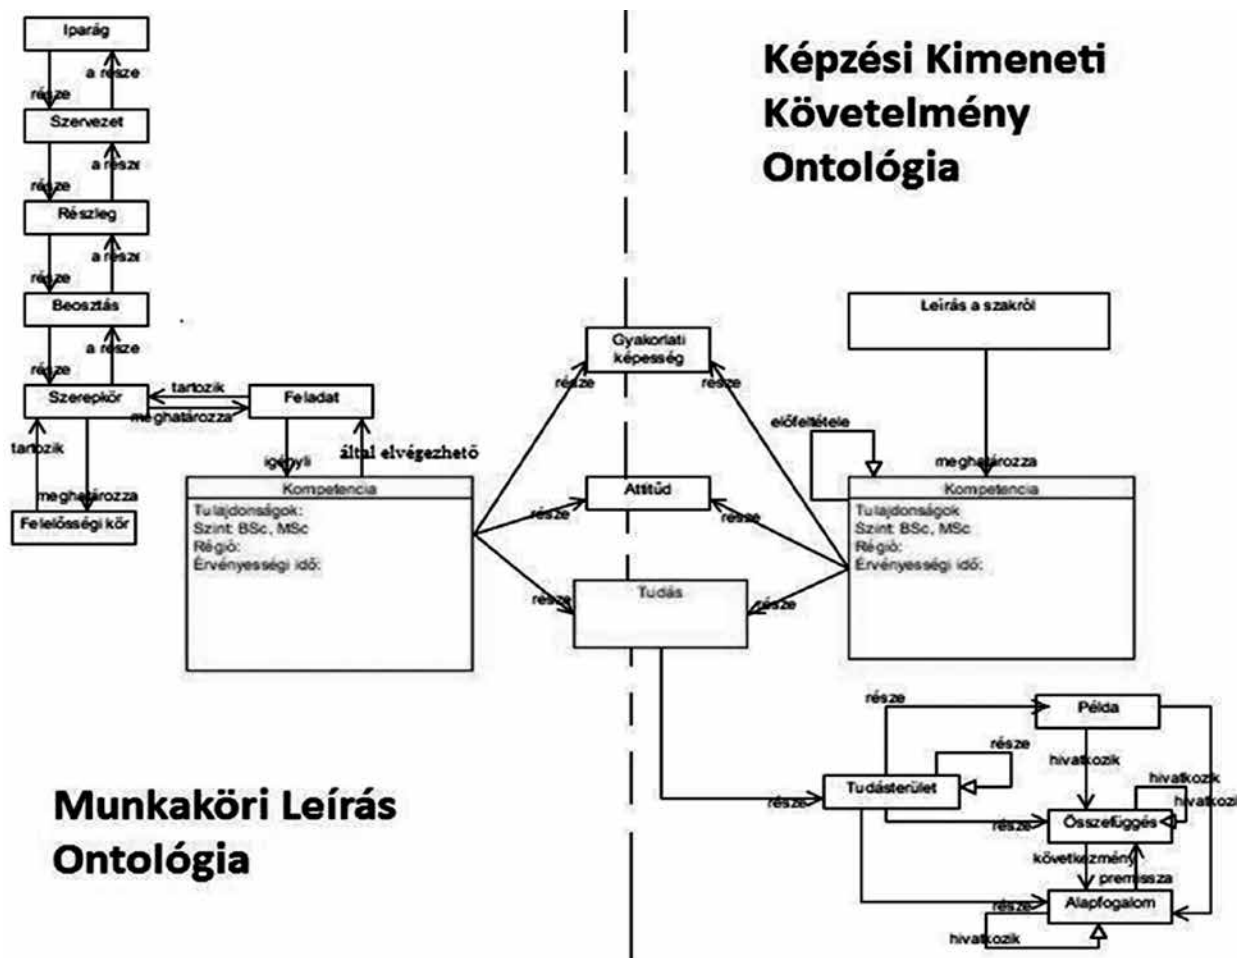 Képzési Kimeneti
Követelmény
Ontológia
Iparág
része
a része
Szervezet
része
a része
Részleg
része
a része
Beosztás
része
a része
Szerepkör
tartozik
meghatározza
Feladat
tartozik
meghatározza
Felelősségi kör
igényli
által elvégezhető
Kompetencia
Tulajdonságok:
Szint: BSc, MSc
Régió:
Érvényességi idő:
Gyakorlati
képesség
része
része
Attitűd
része
része
Tudás
része
része
Leírás a szakról
előfeltétele
meghatározza
Kompetencia
Tulajdonságok
Szint: BSc, MSc
Régió:
Érvényességi idő:
Példa
része
része
hivatkozik
Tudásterület
része
hivatkozik
hivatkozik
Összefüggés
része
következmény
premissza
Alapfogalom
része
hivatkozik
Munkaköri Leírás
Ontológia